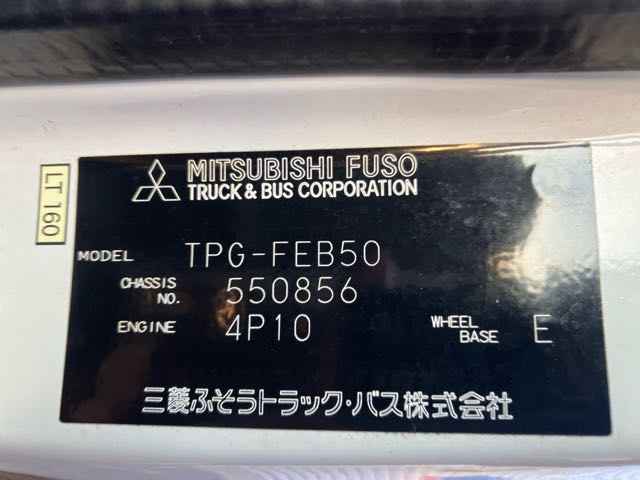 LT 160
MITSUBISHI FUSO
TRUCK & BUS CORPORATION
MODEL TPG-FEB50
CHASSIS NO. 550856
ENGINE 4P10 WHEEL BASE E
三菱ふそうトラック・バス株式会社